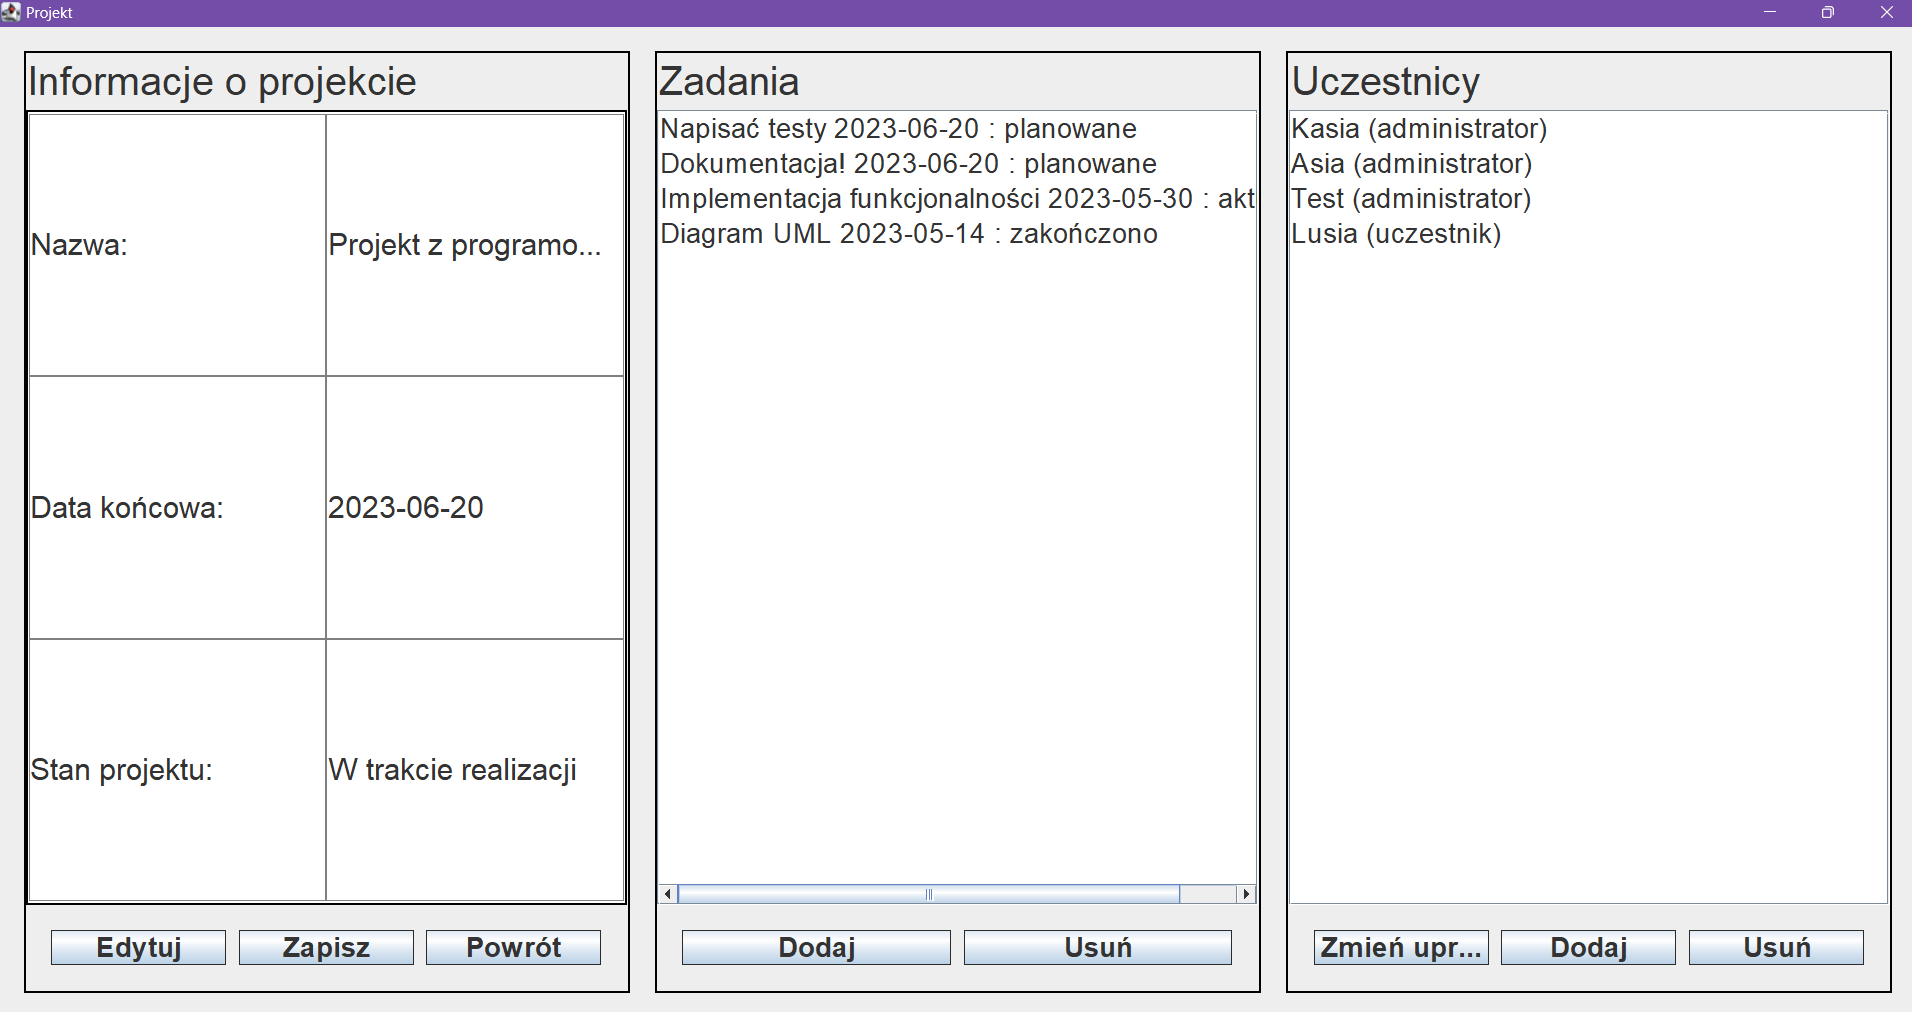 Projekt
Informacje o projekcie
Nazwa: Projekt z programo...
Data końcowa: 2023-06-20
Stan projektu: W trakcie realizacji
Edytuj Zapisz Powrót
Zadania
Napisać testy 2023-06-20 : planowane
Dokumentacja! 2023-06-20 : planowane
Implementacja funkcjonalności 2023-05-30 : akt
Diagram UML 2023-05-14 : zakończono
Dodaj Usuń
Uczestnicy
Kasia (administrator)
Asia (administrator)
Test (administrator)
Lusia (uczestnik)
Zmień upr... Dodaj Usuń